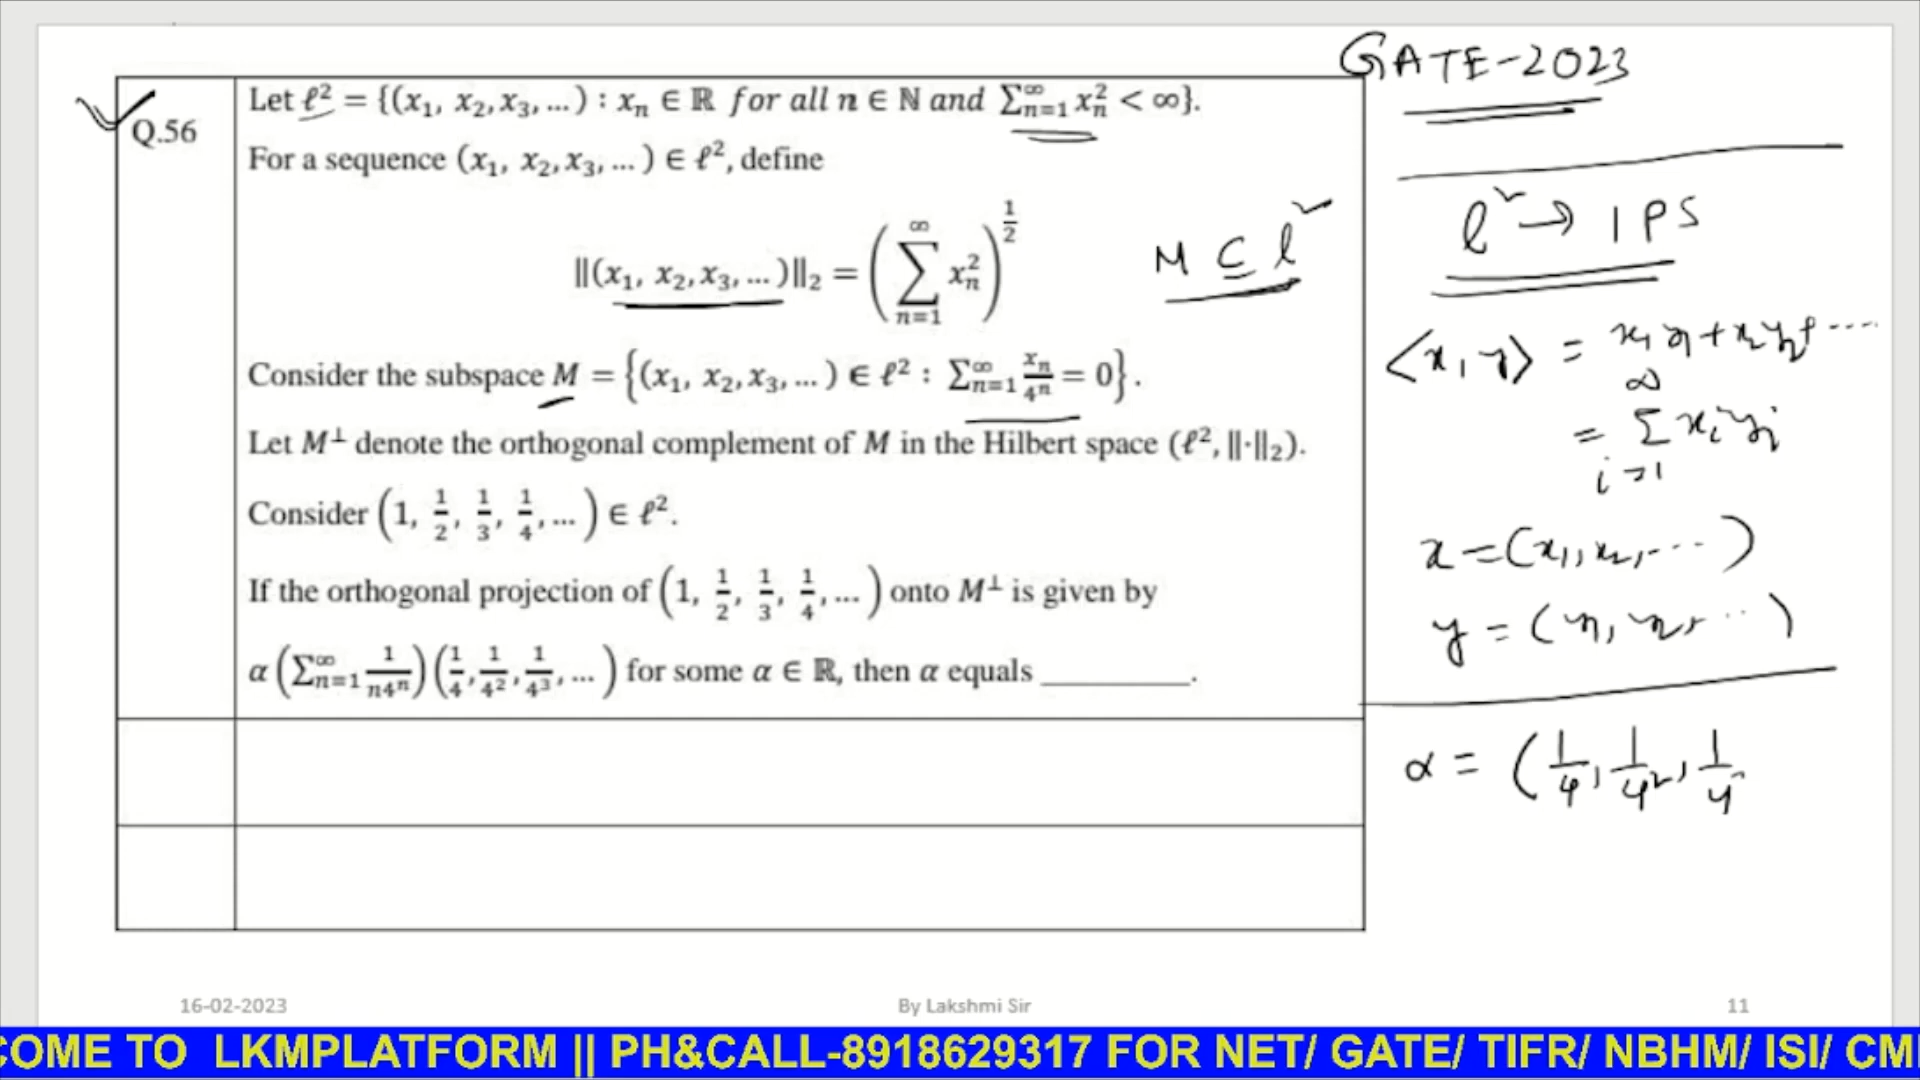 GATE-2023
Q.56
Let ℓ² = {(x₁, x₂, x₃, ...) : xₙ ∈ ℝ for all n ∈ ℕ and ∑ₙ₌₁^∞ xₙ² < ∞}.
For a sequence (x₁, x₂, x₃, ...) ∈ ℓ², define
‖(x₁, x₂, x₃, ...)‖₂ = (∑ₙ₌₁^∞ xₙ²)^(1/2)
Consider the subspace M = {(x₁, x₂, x₃, ...) ∈ ℓ² : ∑ₙ₌₁^∞ xₙ/4ⁿ = 0}.
Let M⊥ denote the orthogonal complement of M in the Hilbert space (ℓ², ‖·‖₂).
Consider (1, 1/2, 1/3, 1/4, ...) ∈ ℓ².
If the orthogonal projection of (1, 1/2, 1/3, 1/4, ...) onto M⊥ is given by
α (∑ₙ₌₁^∞ 1/(n4ⁿ)) (1/4, 1/4², 1/4³, ...) for some α ∈ ℝ, then α equals ________.
M ⊆ ℓ²
ℓ² → IPS
⟨x, y⟩ = x₁y₁ + x₂y₂ + ....
= ∑ᵢ₌₁^∞ xᵢyᵢ
x = (x₁, x₂, ...)
y = (y₁, y₂, ...)
α = (1/4, 1/4², 1/4
16-02-2023
By Lakshmi Sir
11
COME TO LKMPLATFORM || PH&CALL-8918629317 FOR NET/ GATE/ TIFR/ NBHM/ ISI/ CMI